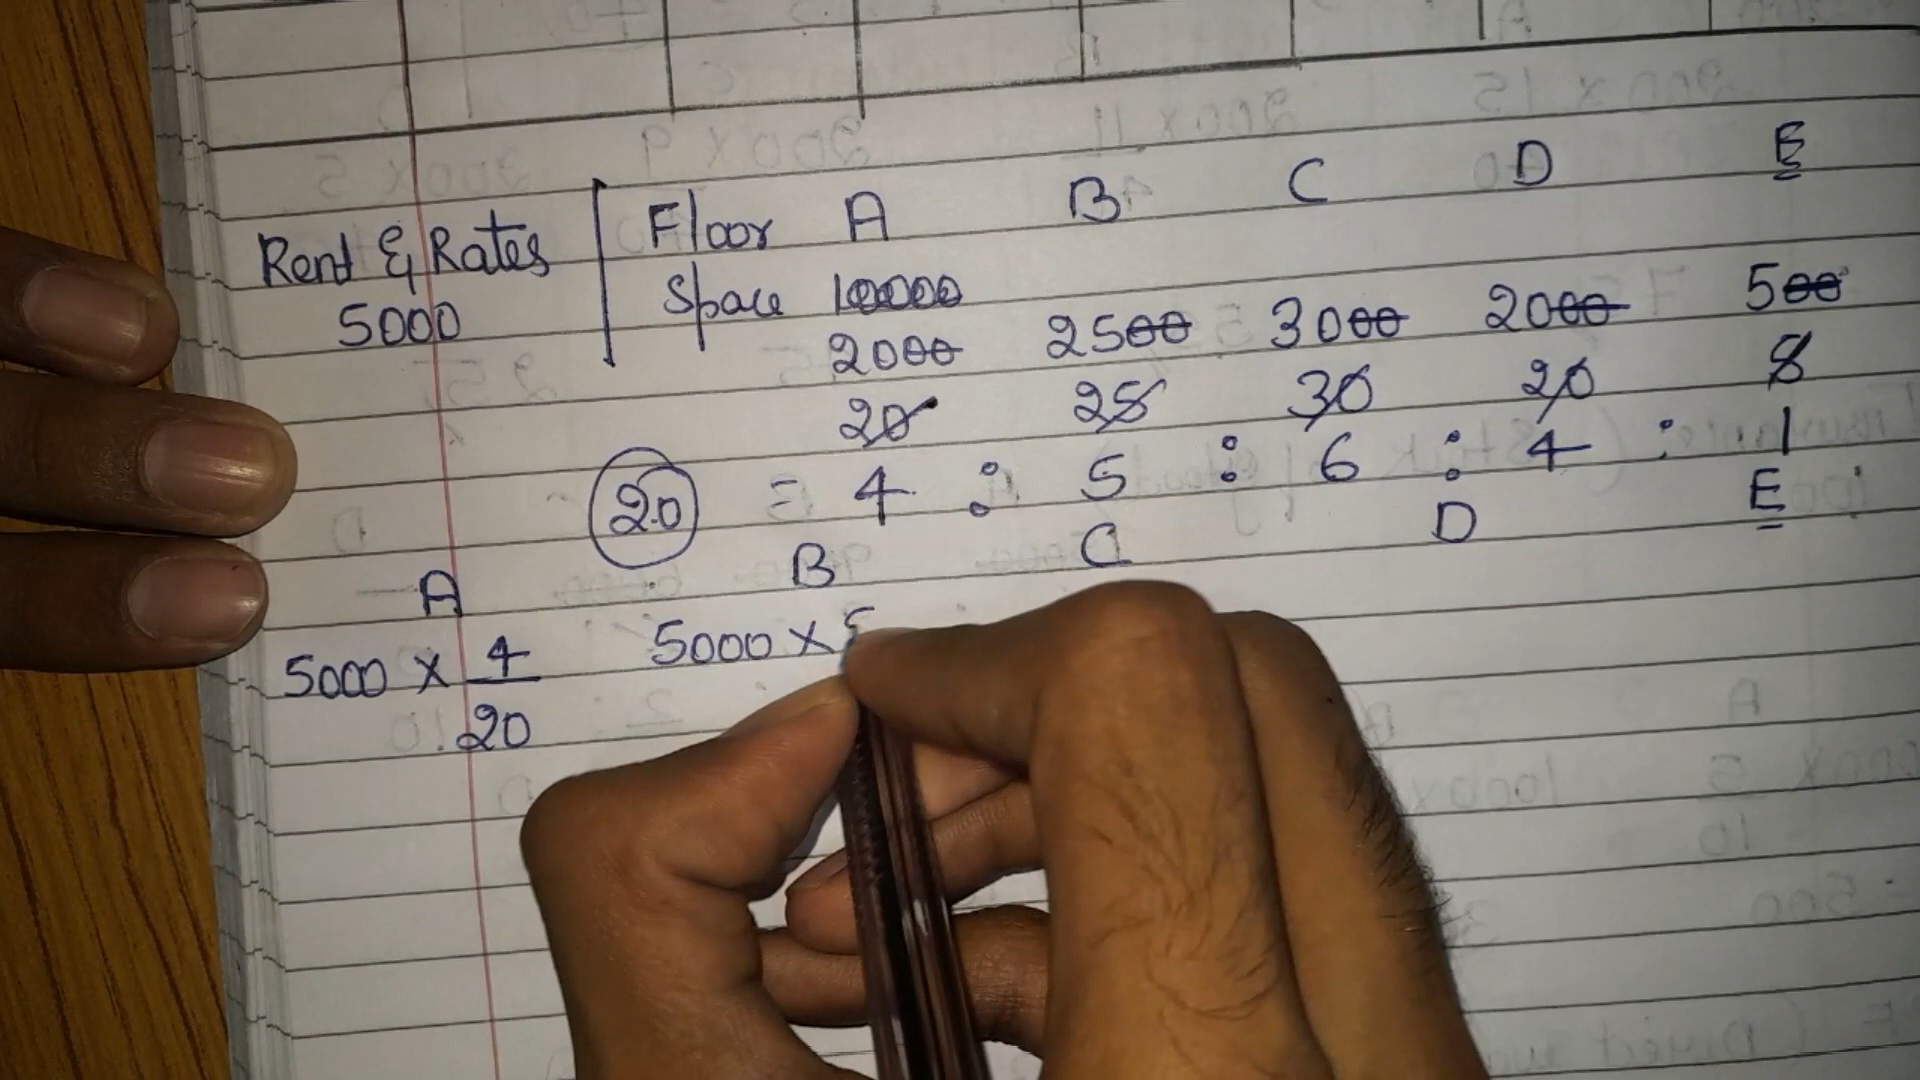 A B C D E
Rent & Rates Floor
5000 Space 10000
2000 2500 3000 2000 500
20 25 30 20 5
20 = 4 : 5 : 6 : 4 : 1
A B C D E
5000 × 4 5000 × 5
20